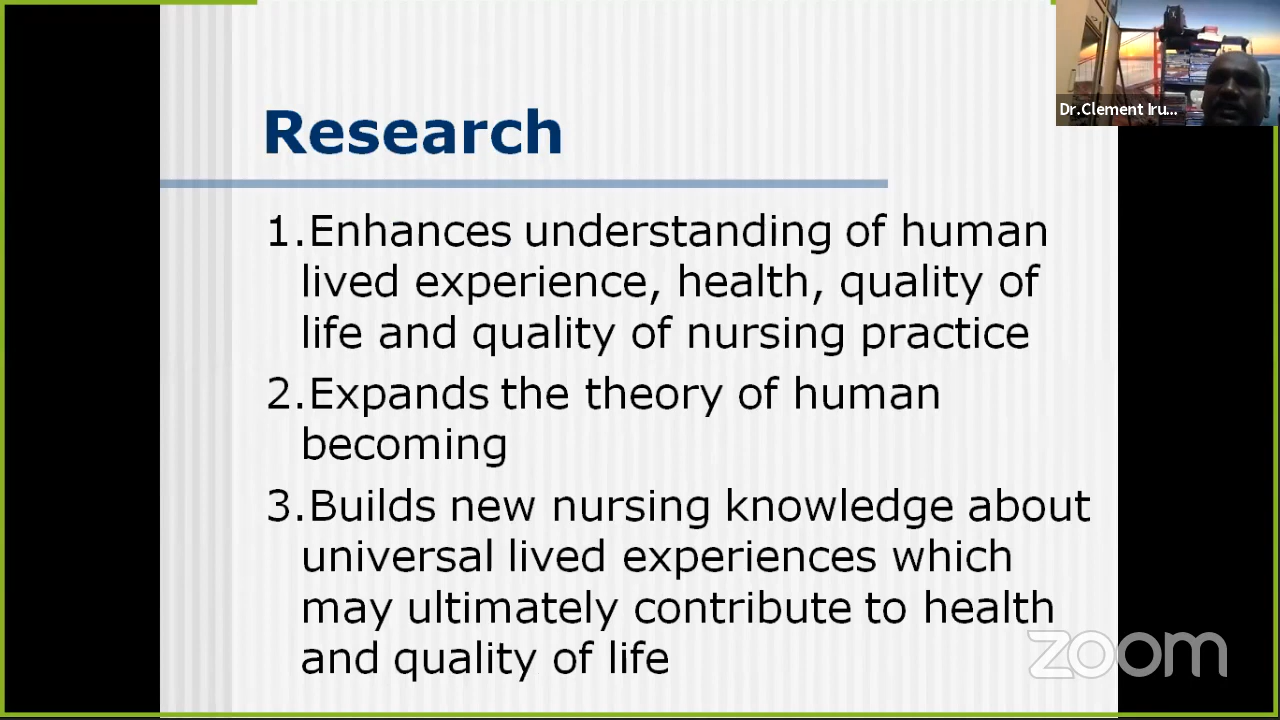 Research
Dr.Clement Iru...
1.Enhances understanding of human
lived experience, health, quality of
life and quality of nursing practice
2.Expands the theory of human
becoming
3.Builds new nursing knowledge about
universal lived experiences which
may ultimately contribute to health
and quality of life
zoom